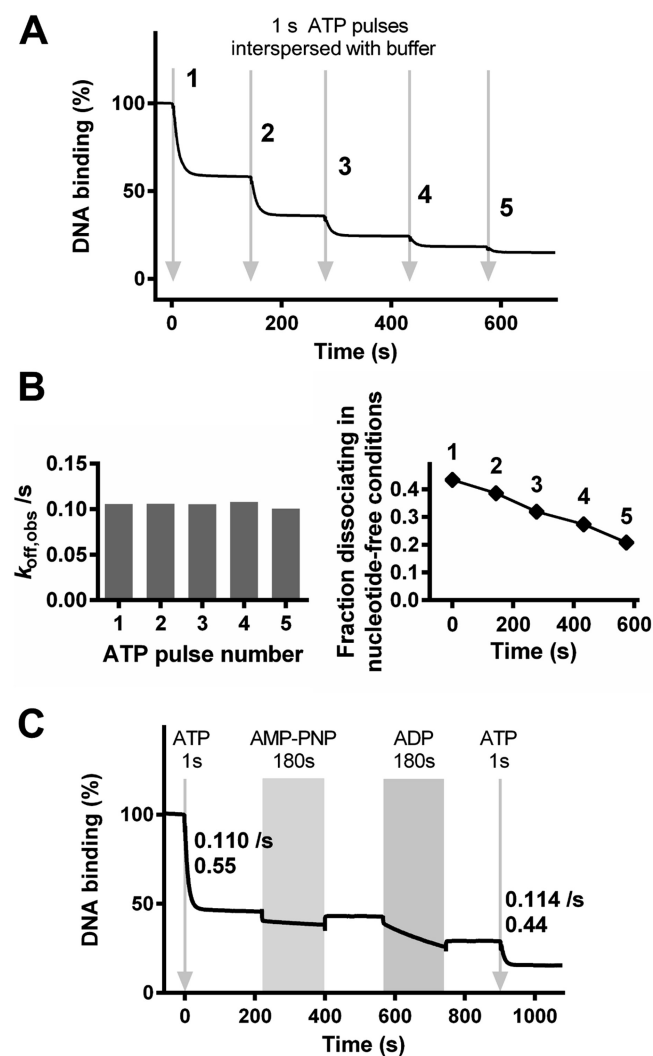 A
1 s ATP pulses
interspersed with buffer
DNA binding (%)
100
50
0
1
2
3
4
5
0 200 400 600
Time (s)
B
k_off,obs /s
0.15
0.10
0.05
0.00
1 2 3 4 5
ATP pulse number
Fraction dissociating in
nucleotide-free conditions
0.4
0.3
0.2
0.1
0.0
1
2
3
4
5
0 200 400 600
Time (s)
C
ATP
1s
AMP-PNP
180s
ADP
180s
ATP
1s
DNA binding (%)
100
50
0
0.110 /s
0.55
0.114 /s
0.44
0 200 400 600 800 1000
Time (s)